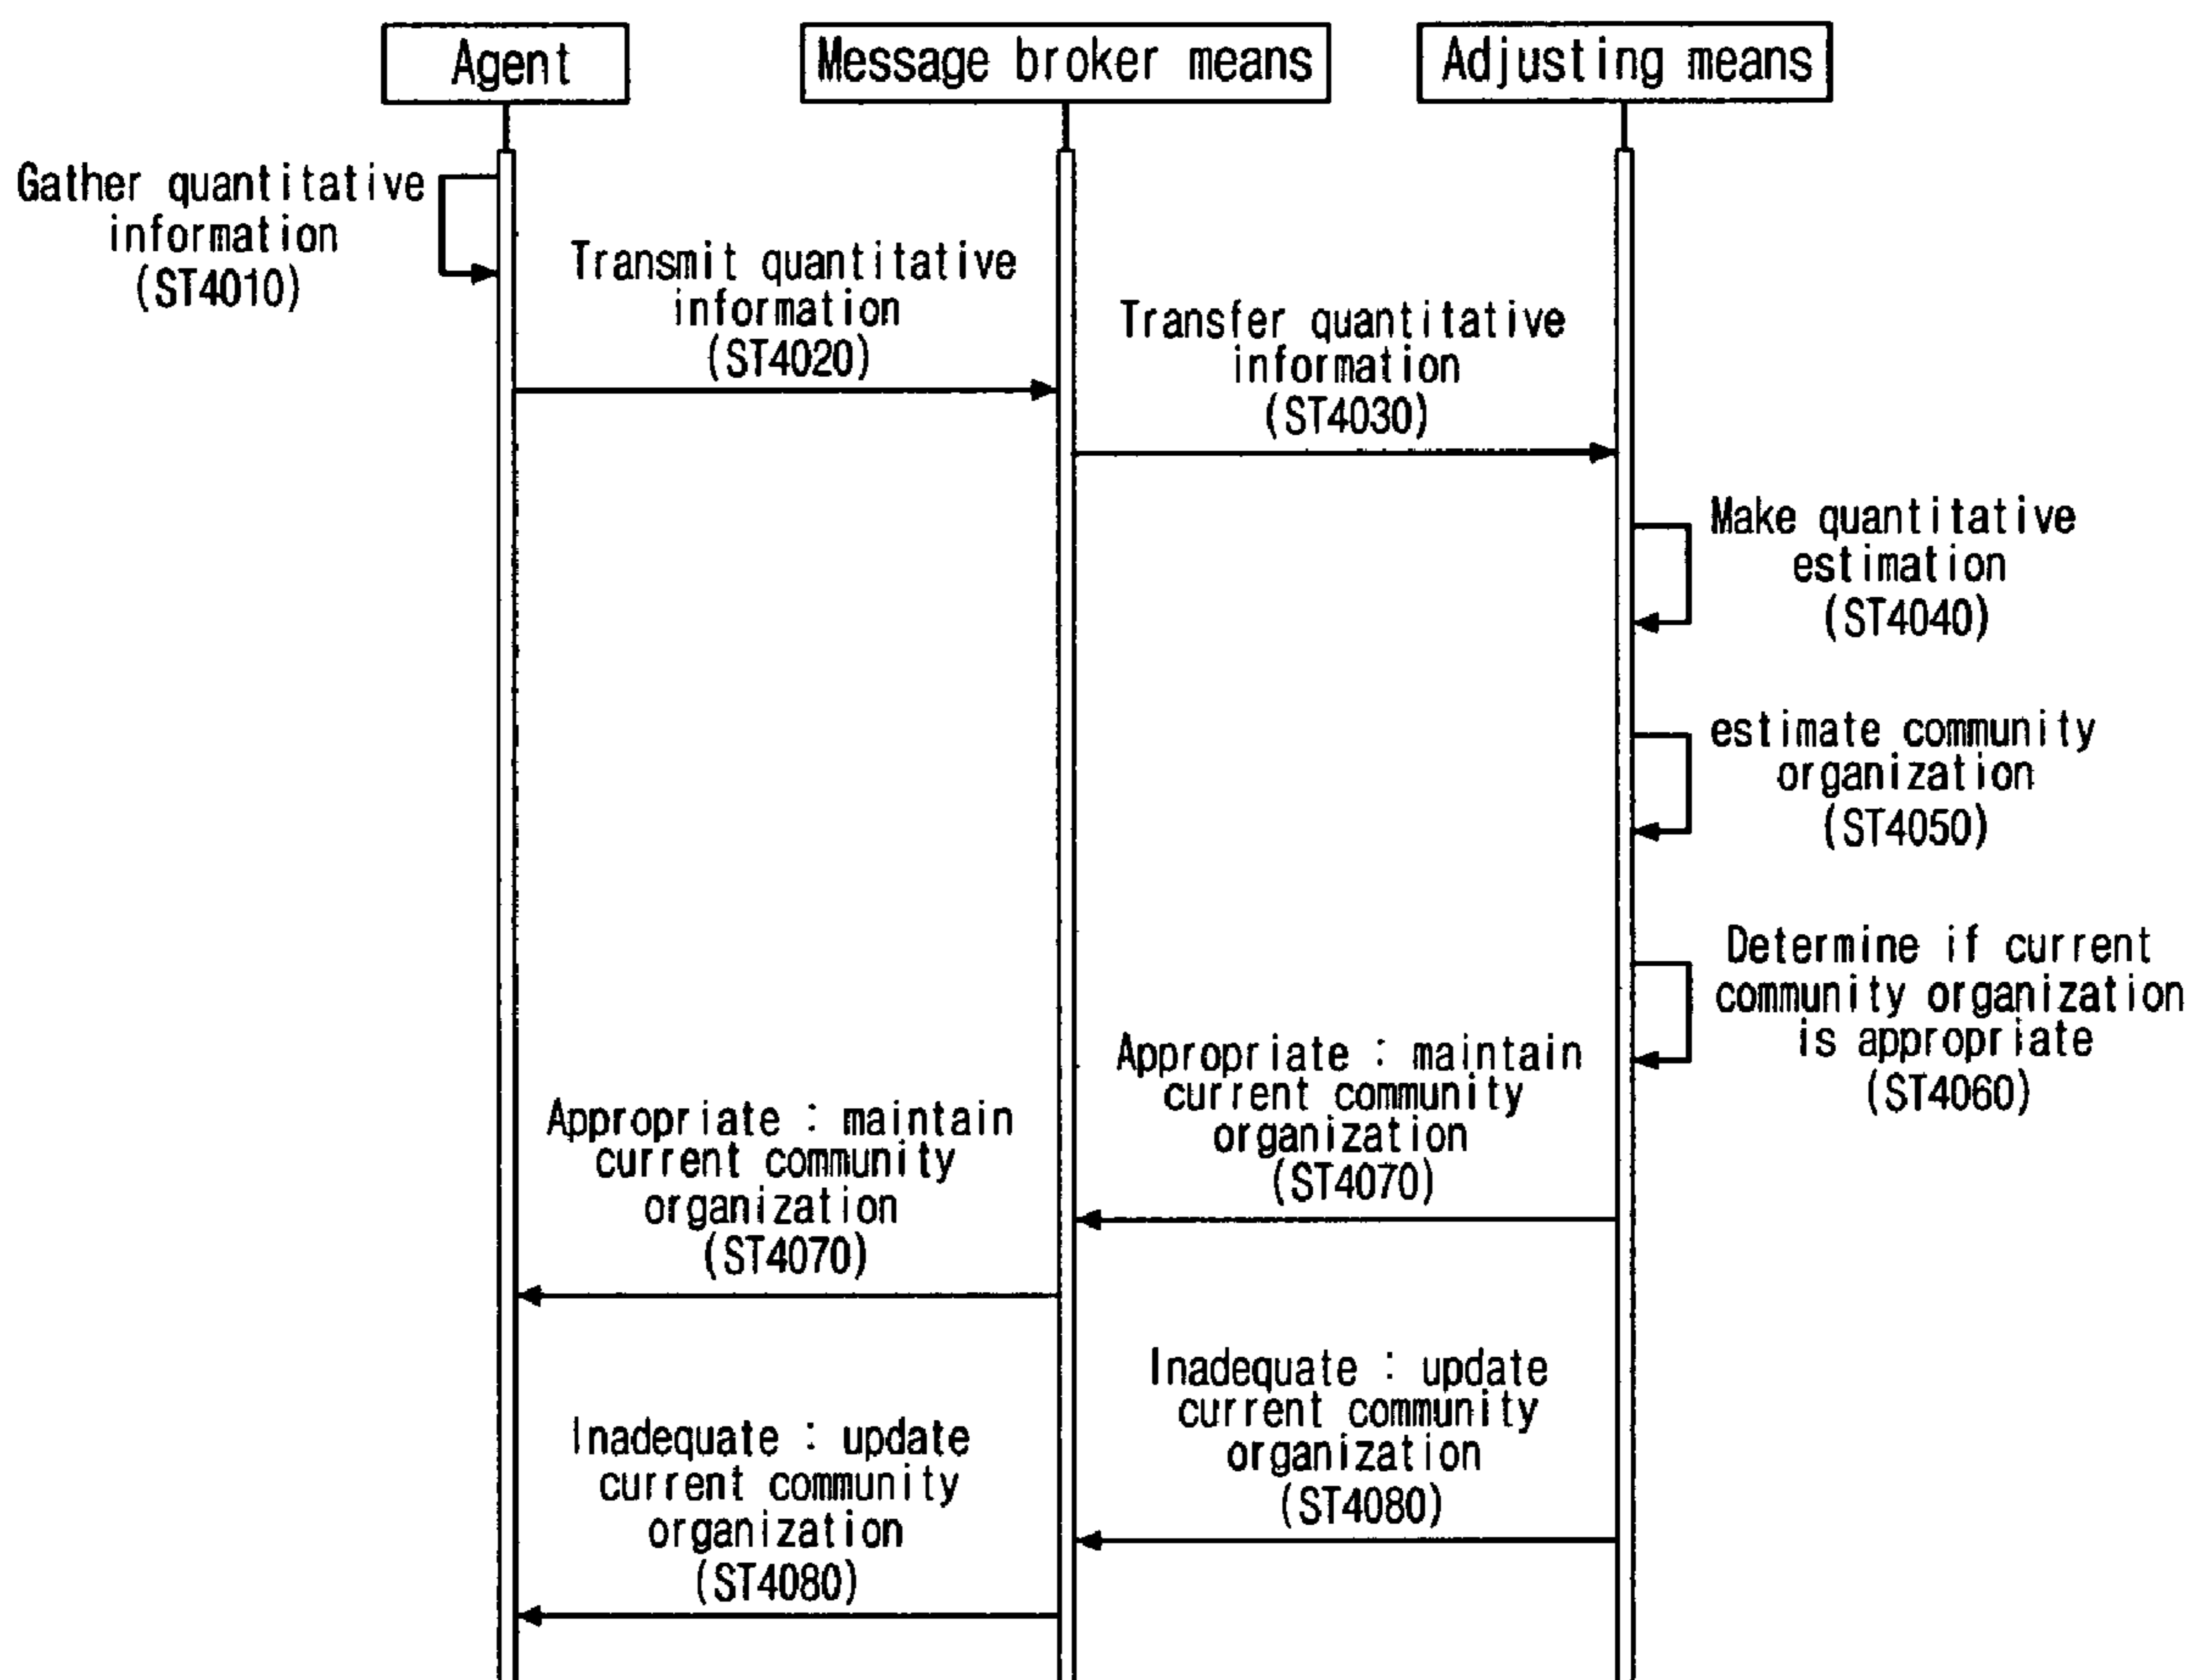 Agent
Message broker means
Adjusting means
Gather quantitative
information
(ST4010)
Transmit quantitative
information
(ST4020)
Transfer quantitative
information
(ST4030)
Make quantitative
estimation
(ST4040)
estimate community
organization
(ST4050)
Determine if current
community organization
is appropriate
(ST4060)
Appropriate : maintain
current community
organization
(ST4070)
Appropriate : maintain
current community
organization
(ST4070)
Inadequate : update
current community
organization
(ST4080)
Inadequate : update
current community
organization
(ST4080)